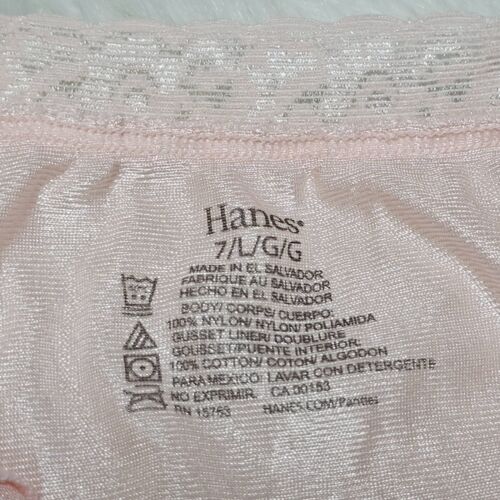 Hanes®
7/L/G/G
MADE IN EL SALVADOR
FABRIQUE AU SALVADOR
HECHO EN EL SALVADOR
BODY/ CORPS/ CUERPO:
100% NYLON/ NYLON/ POLIAMIDA
GUSSET LINER/ DOUBLURE
GOUSSET/PUENTE INTERIOR:
100% COTTON/ COTON/ ALGODON
PARA MEXICO: LAVAR CON DETERGENTE
NO EXPRIMIR. CA 00153
RN 15763 HANES.COM/Panties